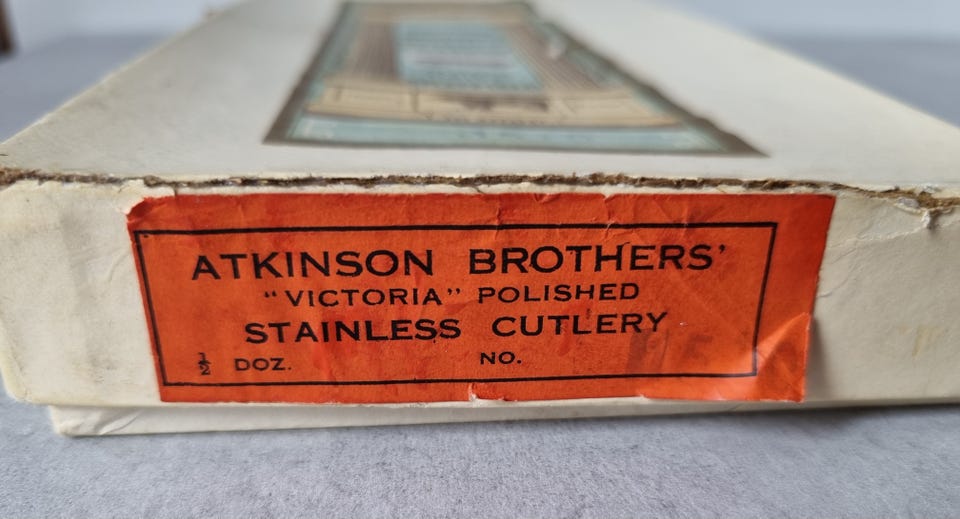 ATKINSON BROTHERS'
“VICTORIA” POLISHED
STAINLESS CUTLERY
½ DOZ. NO.